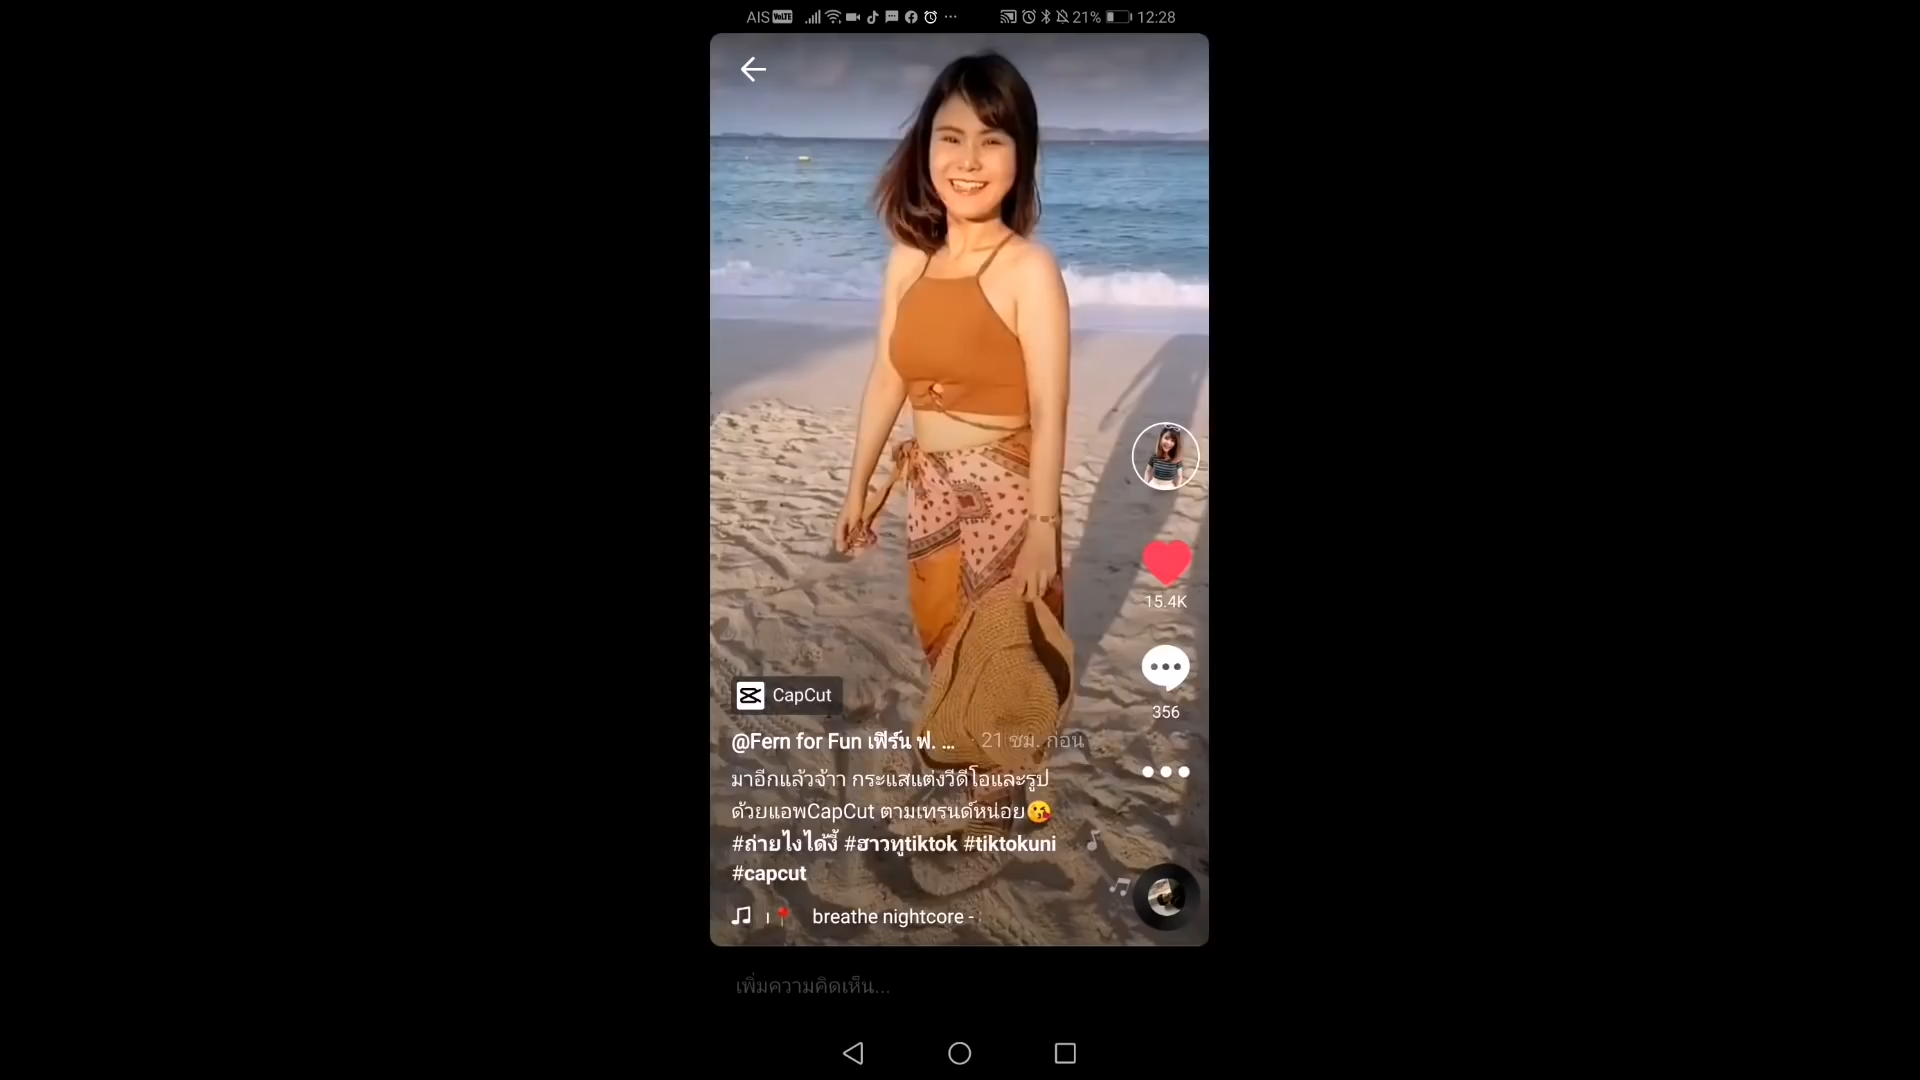 AIS VoLTE 21% 12:28
15.4K
356
CapCut
@Fern for Fun เฟิร์น ฟ. ... · 21 ชม. ก่อน
มาอีกแล้วจ้าา กระแสแต่งวีดีโอและรูป
ด้วยแอพCapCut ตามเทรนด์หน่อย😘
#ถ่ายไงได้งี้ #ฮาวทูtiktok #tiktokuni
#capcut
breathe nightcore -
เพิ่มความคิดเห็น...